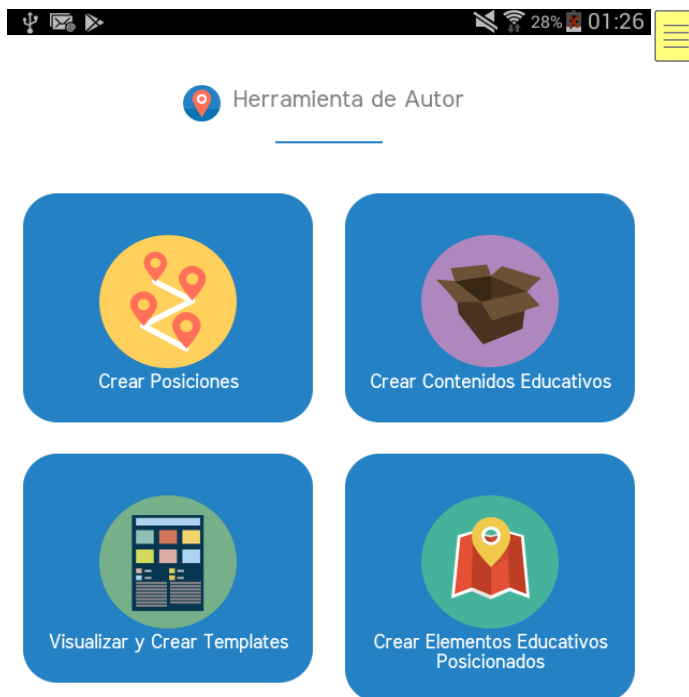 28% 01:26
Herramienta de Autor
Crear Posiciones
Crear Contenidos Educativos
Visualizar y Crear Templates
Crear Elementos Educativos
Posicionados